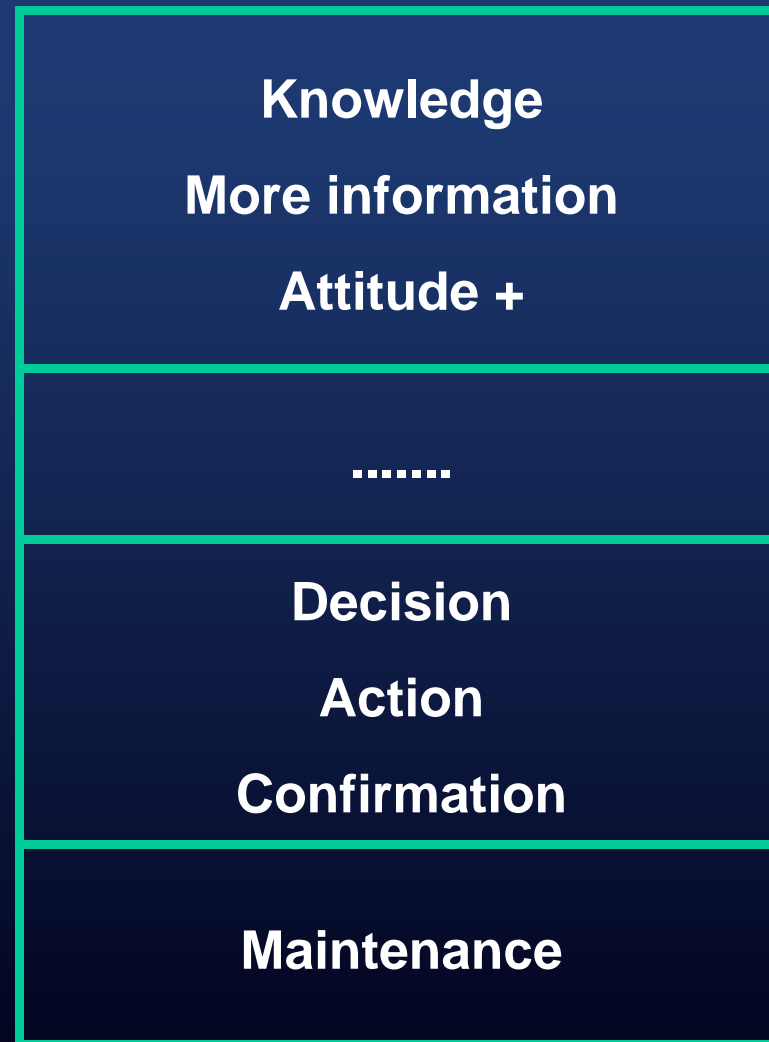 Knowledge
More information
Attitude +
.......
Decision
Action
Confirmation
Maintenance